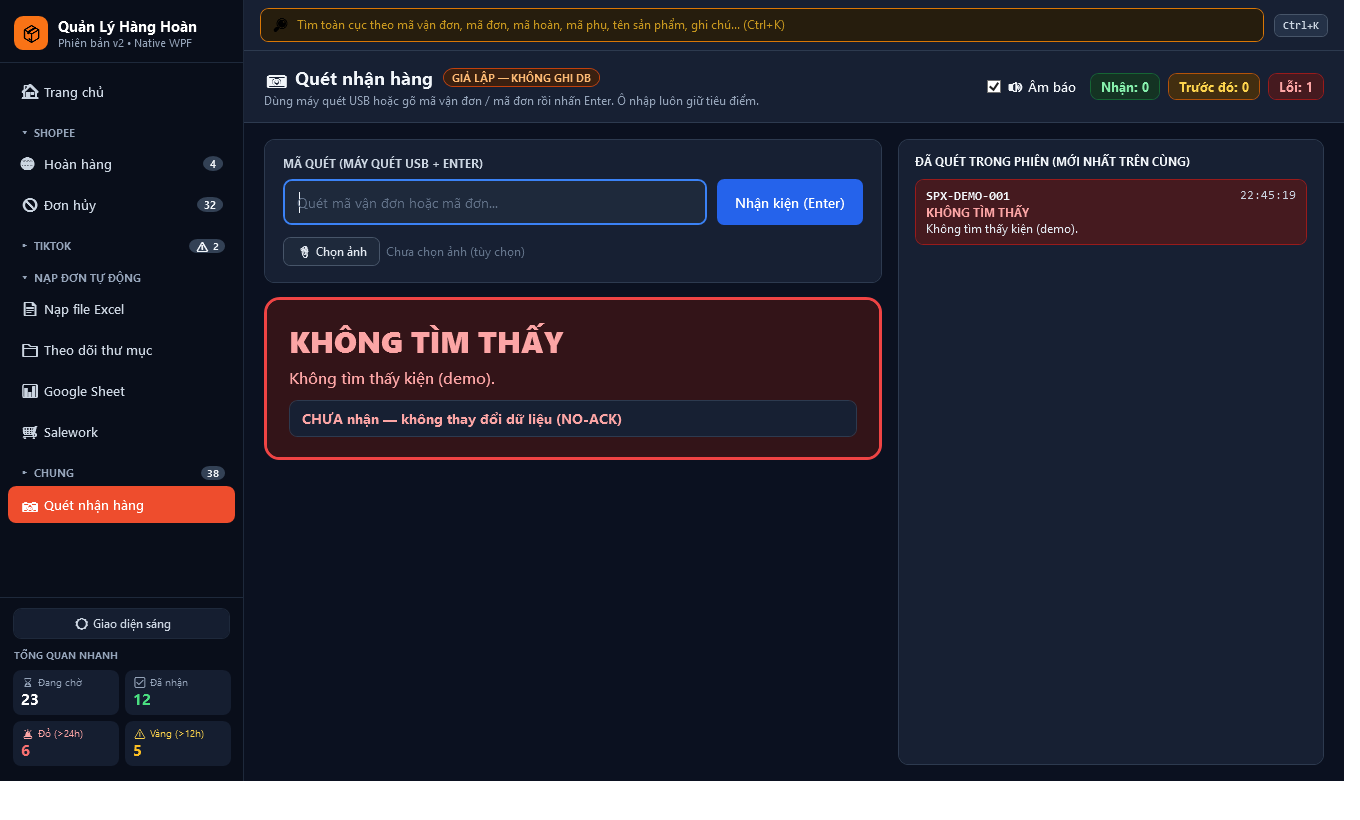 Quản Lý Hàng Hoàn
Phiên bản v2 • Native WPF
Trang chủ
SHOPEE
Hoàn hàng 4
Đơn hủy 32
TIKTOK 2
NẠP ĐƠN TỰ ĐỘNG
Nạp file Excel
Theo dõi thư mục
Google Sheet
Salework
CHUNG 38
Quét nhận hàng
Giao diện sáng
TỔNG QUAN NHANH
Đang chờ
23
Đã nhận
12
Đỏ (>24h)
6
Vàng (>12h)
5
Tìm toàn cục theo mã vận đơn, mã đơn, mã hoàn, mã phụ, tên sản phẩm, ghi chú... (Ctrl+K)
Ctrl+K
Quét nhận hàng GIẢ LẬP — KHÔNG GHI DB
Dùng máy quét USB hoặc gõ mã vận đơn / mã đơn rồi nhấn Enter. Ô nhập luôn giữ tiêu điểm.
Âm báo Nhận: 0 Trước đó: 0 Lỗi: 1
MÃ QUÉT (MÁY QUÉT USB + ENTER)
Quét mã vận đơn hoặc mã đơn...
Nhận kiện (Enter)
Chọn ảnh Chưa chọn ảnh (tùy chọn)
KHÔNG TÌM THẤY
Không tìm thấy kiện (demo).
CHƯA nhận — không thay đổi dữ liệu (NO-ACK)
ĐÃ QUÉT TRONG PHIÊN (MỚI NHẤT TRÊN CÙNG)
SPX-DEMO-001 22:45:19
KHÔNG TÌM THẤY
Không tìm thấy kiện (demo).